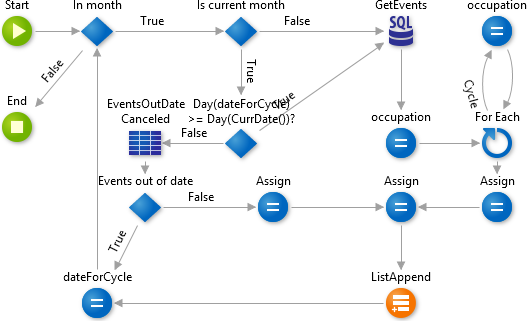 Start
In month
Is current month
GetEvents
occupation
True
False
SQL
False
True
True
Cycle
End
EventsOutDate
Canceled
Day(dateForCycle)
>= Day(CurrDate())?
False
occupation
For Each
Events out of date
Assign
Assign
Assign
False
True
dateForCycle
ListAppend